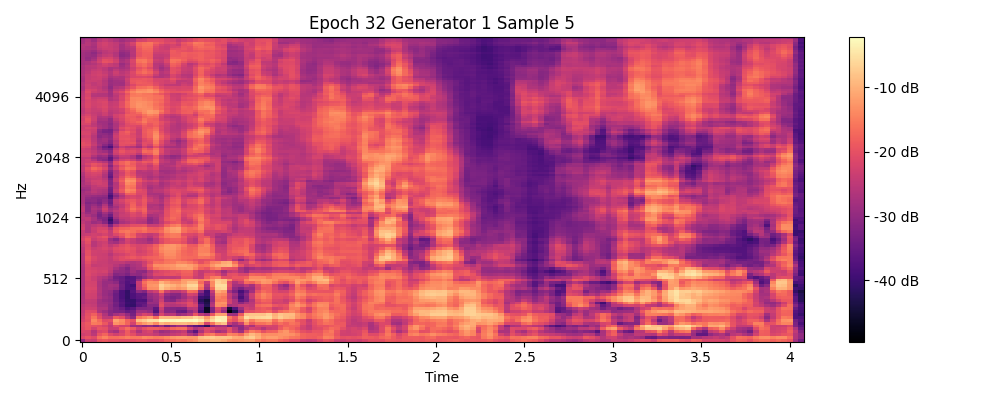 Epoch 32 Generator 1 Sample 5
Hz
4096
2048
1024
512
0
0 0.5 1 1.5 2 2.5 3 3.5 4
Time
-10 dB
-20 dB
-30 dB
-40 dB